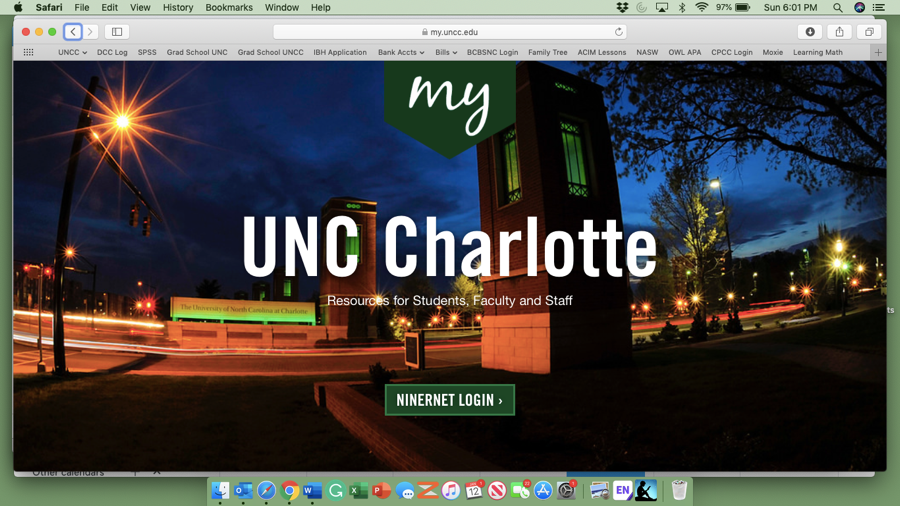 Safari File Edit View History Bookmarks Window Help 97% Sun 6:01 PM
my.uncc.edu
UNCC DCC Log SPSS Grad School UNC Grad School UNCC IBH Application Bank Accts Bills BCBSNC Login Family Tree ACIM Lessons NASW OWL APA CPCC Login Moxie Learning Math
my
UNC Charlotte
Resources for Students, Faculty and Staff
The University of North Carolina at Charlotte
ts
NINERNET LOGIN ›
Other calendars
12
EN